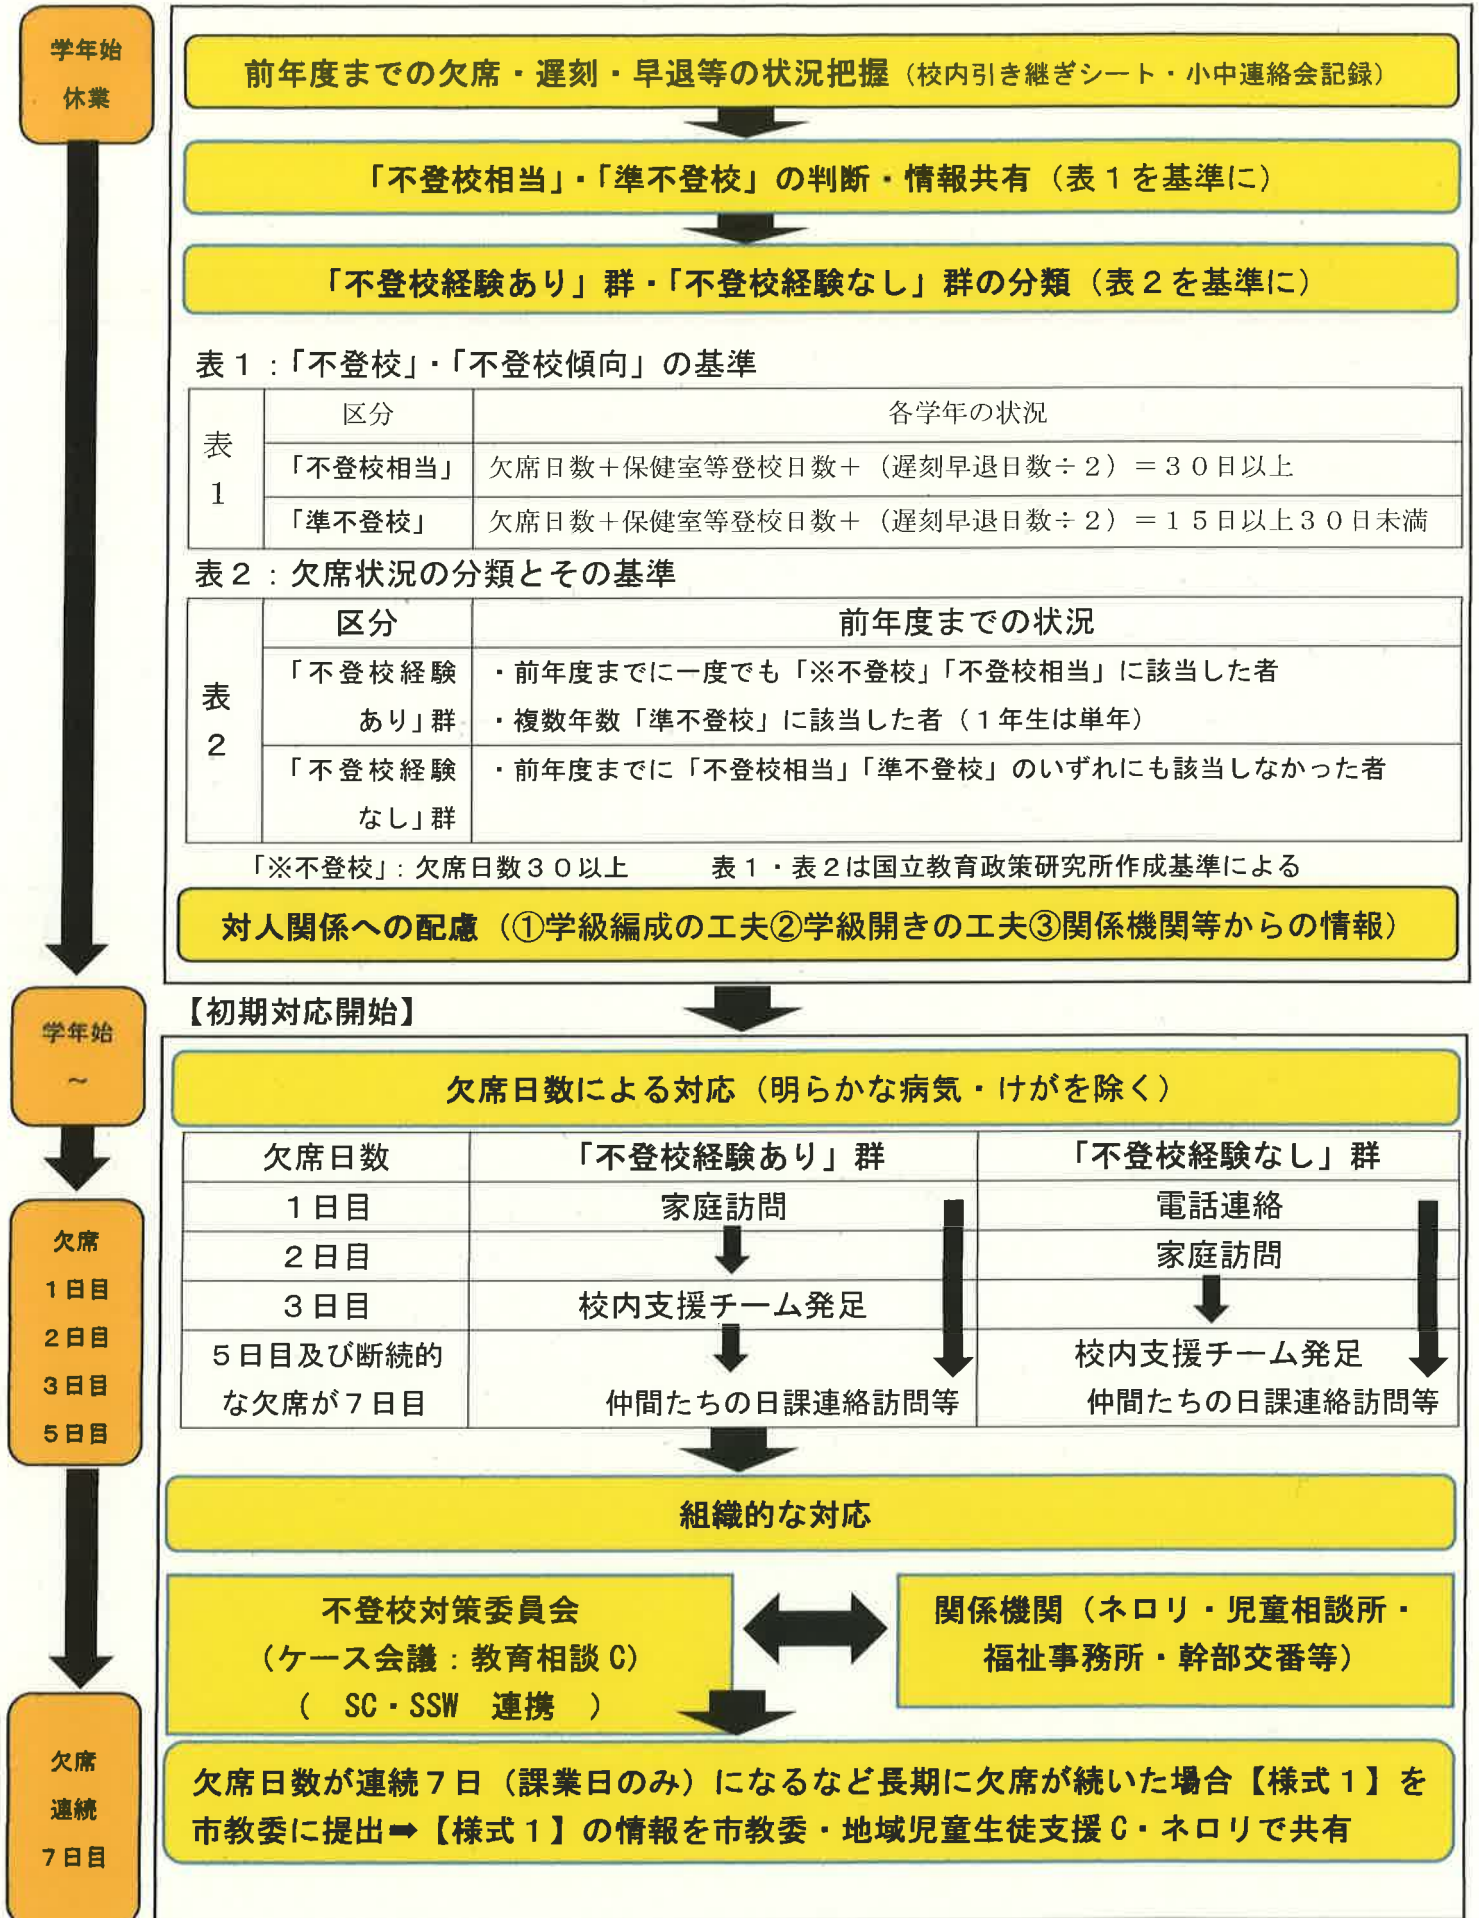 学年始
休業
前年度までの欠席・遅刻・早退等の状況把握（校内引き継ぎシート・小中連絡会記録）
「不登校相当」・「準不登校」の判断・情報共有（表１を基準に）
「不登校経験あり」群・「不登校経験なし」群の分類（表２を基準に）
表１：「不登校」・「不登校傾向」の基準
表
1
区分
各学年の状況
「不登校相当」
欠席日数＋保健室等登校日数＋（遅刻早退日数÷２）＝３０日以上
「準不登校」
欠席日数＋保健室等登校日数＋（遅刻早退日数÷２）＝１５日以上３０日未満
表２：欠席状況の分類とその基準
表
２
区分
前年度までの状況
「不登校経験
あり」群
・前年度までに一度でも「※不登校」「不登校相当」に該当した者
・複数年数「準不登校」に該当した者（１年生は単年）
「不登校経験
なし」群
・前年度までに「不登校相当」「準不登校」のいずれにも該当しなかった者
「※不登校」：欠席日数３０以上　　表１・表２は国立教育政策研究所作成基準による
対人関係への配慮（①学級編成の工夫②学級開きの工夫③関係機関等からの情報）
学年始
～
【初期対応開始】
欠席日数による対応（明らかな病気・けがを除く）
欠席日数
「不登校経験あり」群
「不登校経験なし」群
１日目
家庭訪問
電話連絡
２日目
家庭訪問
３日目
校内支援チーム発足
５日目及び断続的
な欠席が７日目
仲間たちの日課連絡訪問等
校内支援チーム発足
仲間たちの日課連絡訪問等
欠席
１日目
２日目
３日目
５日目
組織的な対応
不登校対策委員会
（ケース会議：教育相談C）
（　SC・SSW　連携　）
関係機関（ネロリ・児童相談所・
福祉事務所・幹部交番等）
欠席
連続
７日目
欠席日数が連続７日（課業日のみ）になるなど長期に欠席が続いた場合【様式１】を
市教委に提出➡【様式１】の情報を市教委・地域児童生徒支援C・ネロリで共有